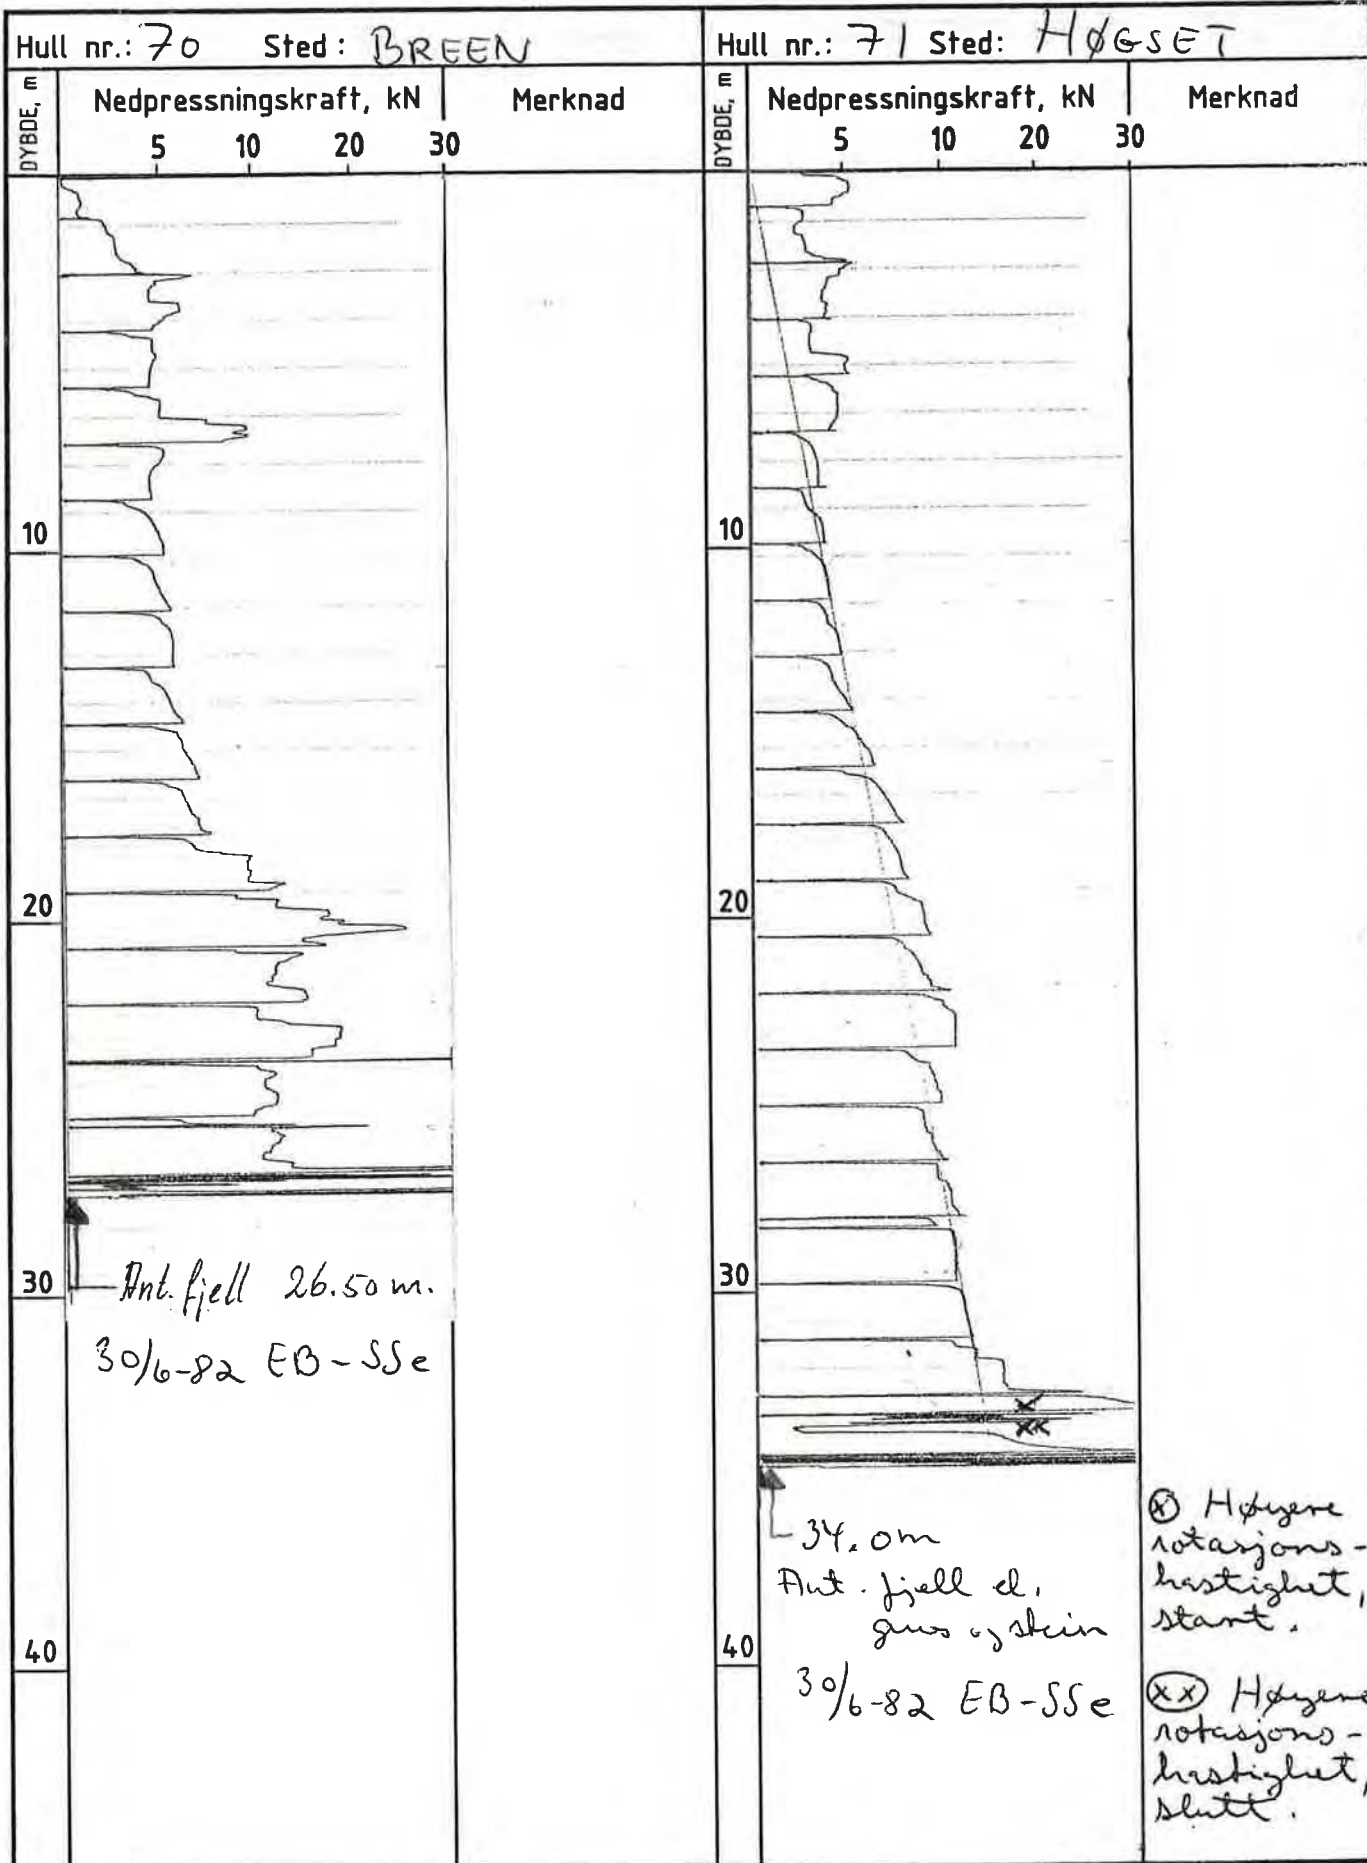 Hull nr.: 70 Sted: BREEN
DYBDE, m
Nedpressningskraft, kN
Merknad
5 10 20 30
10
20
30
40
Ant. fjell 26.50 m.
30/6-82 EB-SSe
Hull nr.: 71 Sted: HØGSET
DYBDE, m
Nedpressningskraft, kN
Merknad
5 10 20 30
10
20
30
40
x
xx
34.0m
Ant. fjell el.
grus og stein
30/6-82 EB-SSe
(x) Høyere
rotasjons-
hastighet,
start.
(xx) Høyere
rotasjons-
hastighet,
slutt.